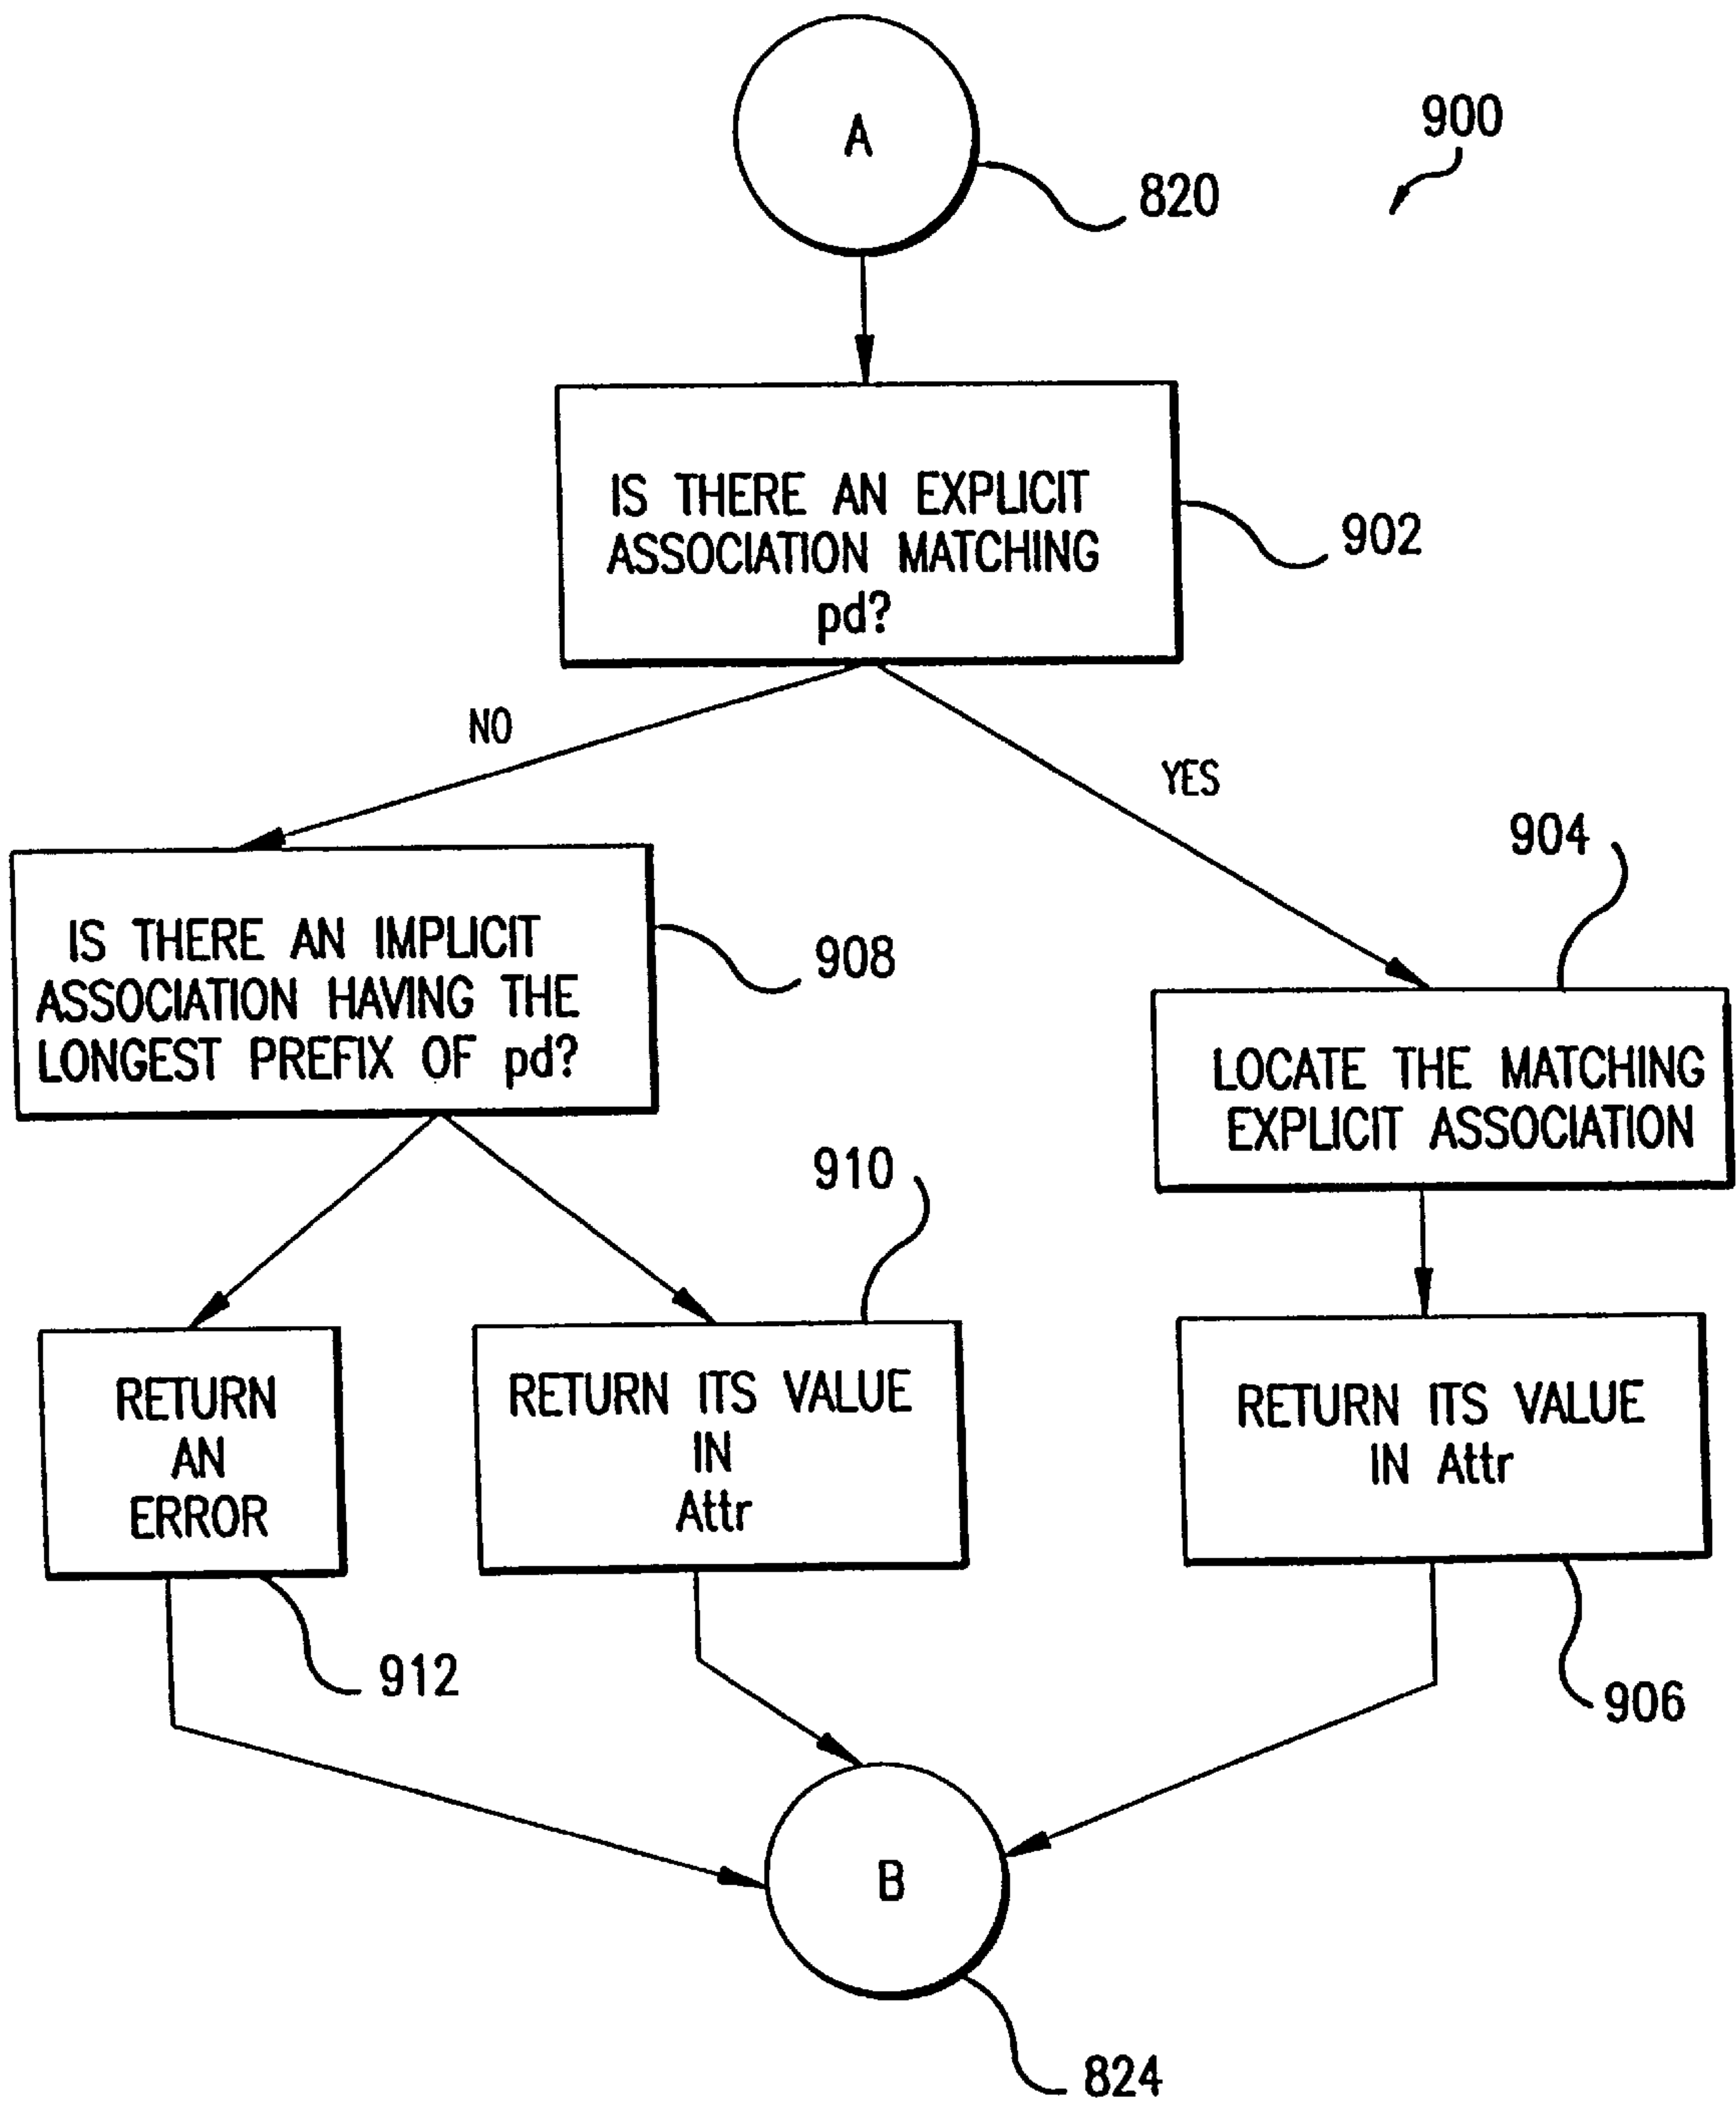 A
900
820
IS THERE AN EXPLICIT
ASSOCIATION MATCHING
pd?
902
NO
YES
904
IS THERE AN IMPLICIT
ASSOCIATION HAVING THE
LONGEST PREFIX OF pd?
908
LOCATE THE MATCHING
EXPLICIT ASSOCIATION
910
RETURN
AN
ERROR
RETURN ITS VALUE
IN
Attr
RETURN ITS VALUE
IN Attr
912
906
B
824